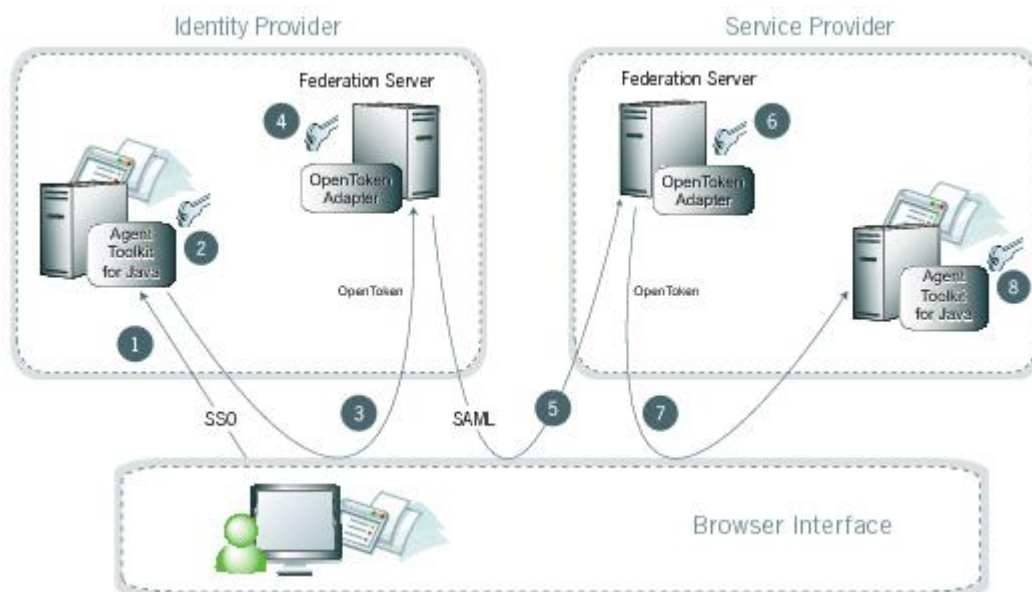 Identity Provider
Service Provider
Federation Server
Federation Server
4
6
OpenToken
Adapter
OpenToken
Adapter
2
Agent
Toolkit
for Java
8
Agent
Toolkit
for Java
OpenToken
OpenToken
1
3
5
7
SSO
SAML
Browser Interface